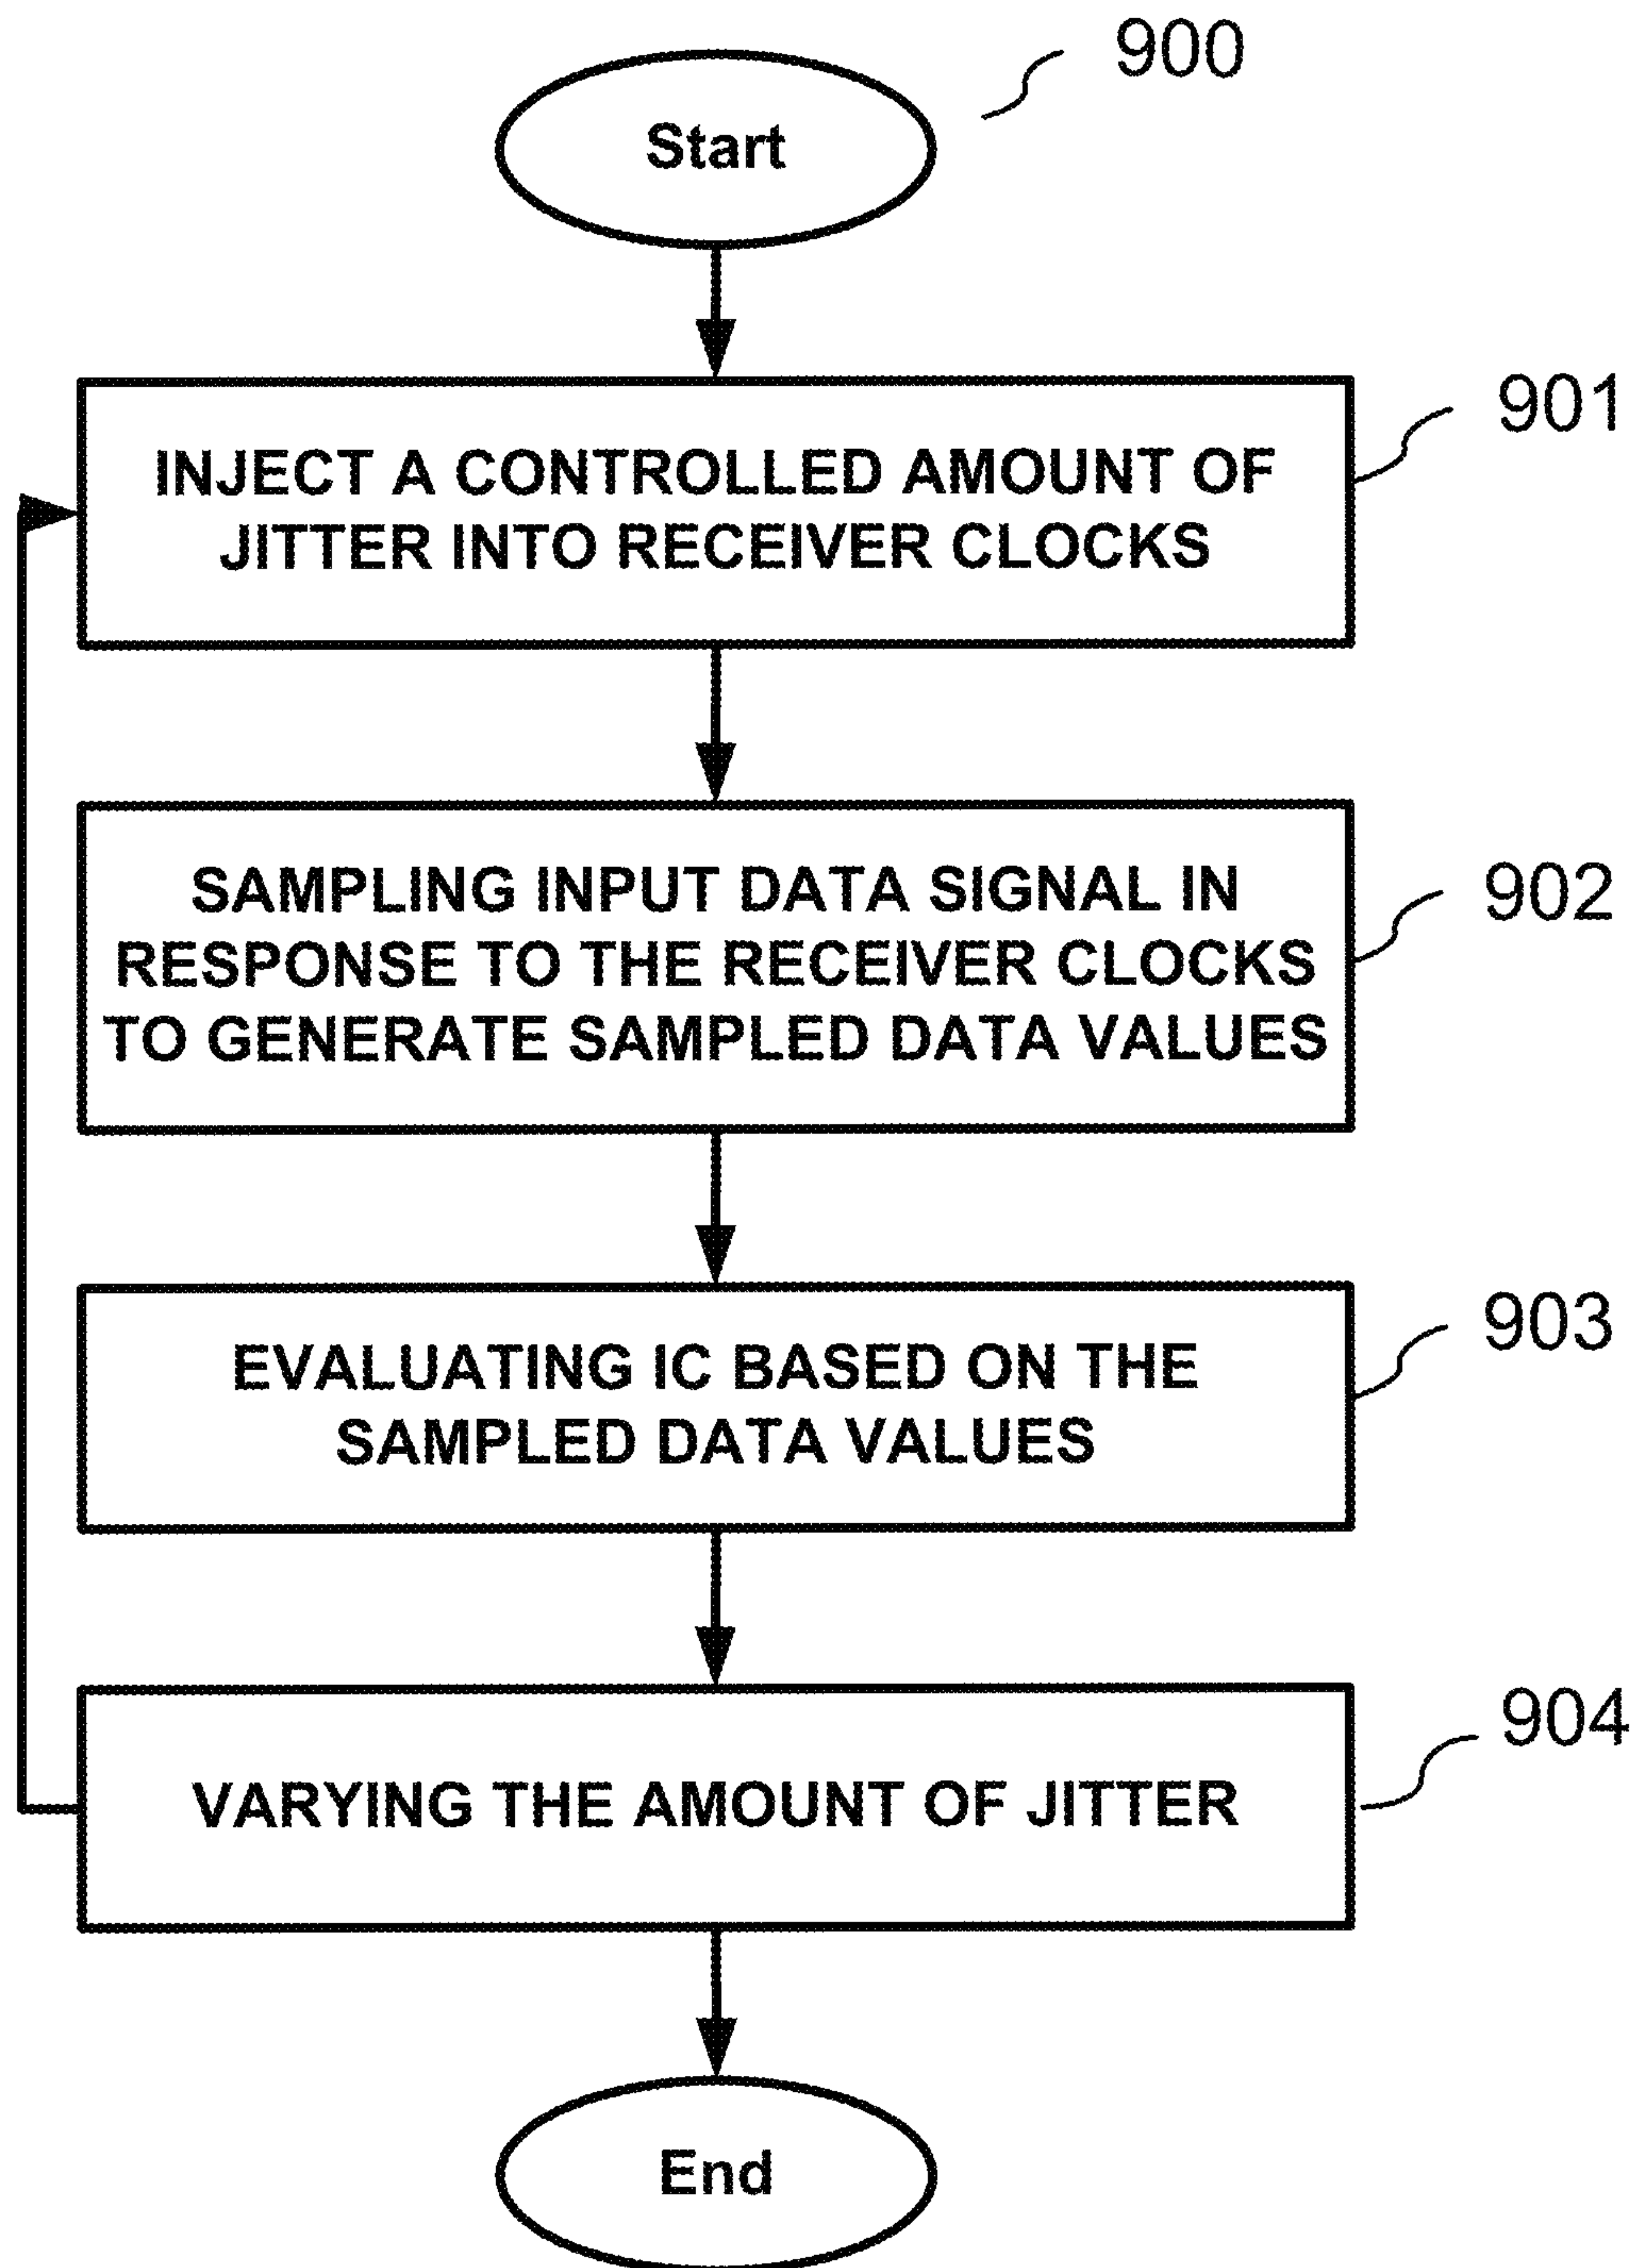 900
Start
901
INJECT A CONTROLLED AMOUNT OF
JITTER INTO RECEIVER CLOCKS
902
SAMPLING INPUT DATA SIGNAL IN
RESPONSE TO THE RECEIVER CLOCKS
TO GENERATE SAMPLED DATA VALUES
903
EVALUATING IC BASED ON THE
SAMPLED DATA VALUES
904
VARYING THE AMOUNT OF JITTER
End